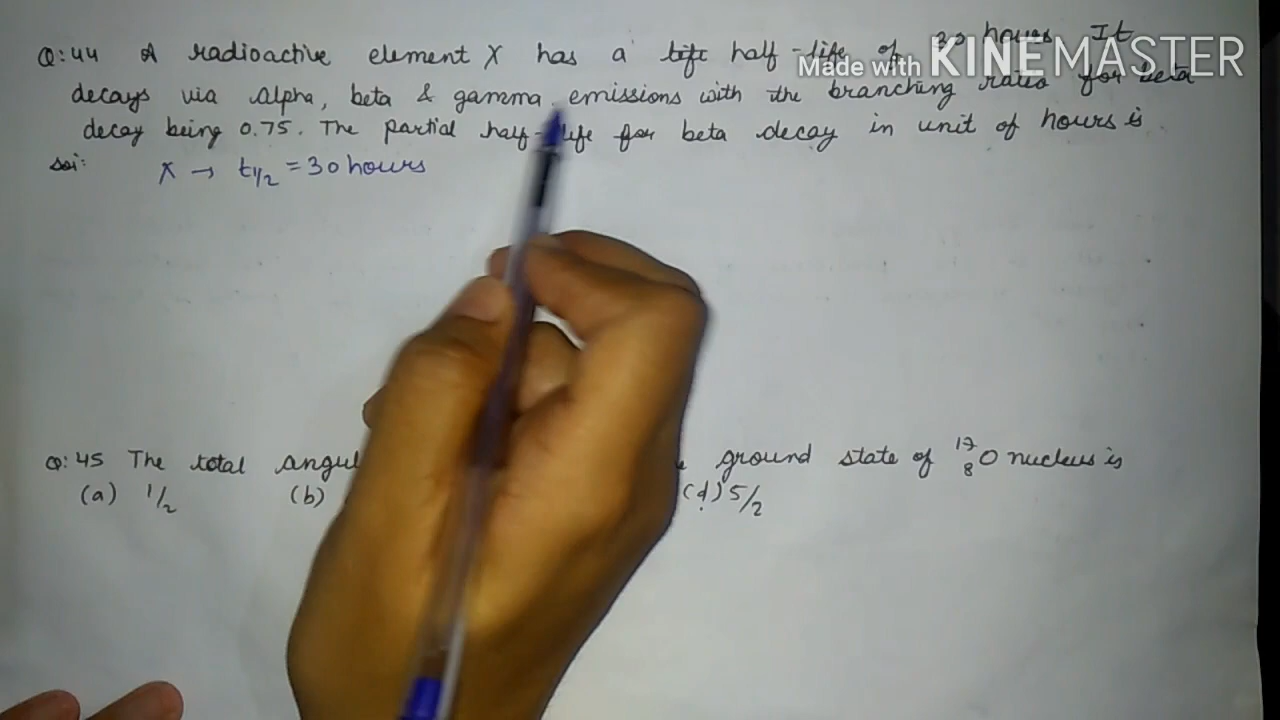 Q:44 A radioactive element X has a life half-life of 30 hours It
Made with KINEMASTER
decays via alpha, beta & gamma emissions with the branching ratio for beta
decay being 0.75. The partial half-life for beta decay in unit of hours is
Sol: X → t1/2 = 30 hours
Q:45 The total ground state of 17 8 O nucleus is
(a) 1/2 (b) (d) 5/2